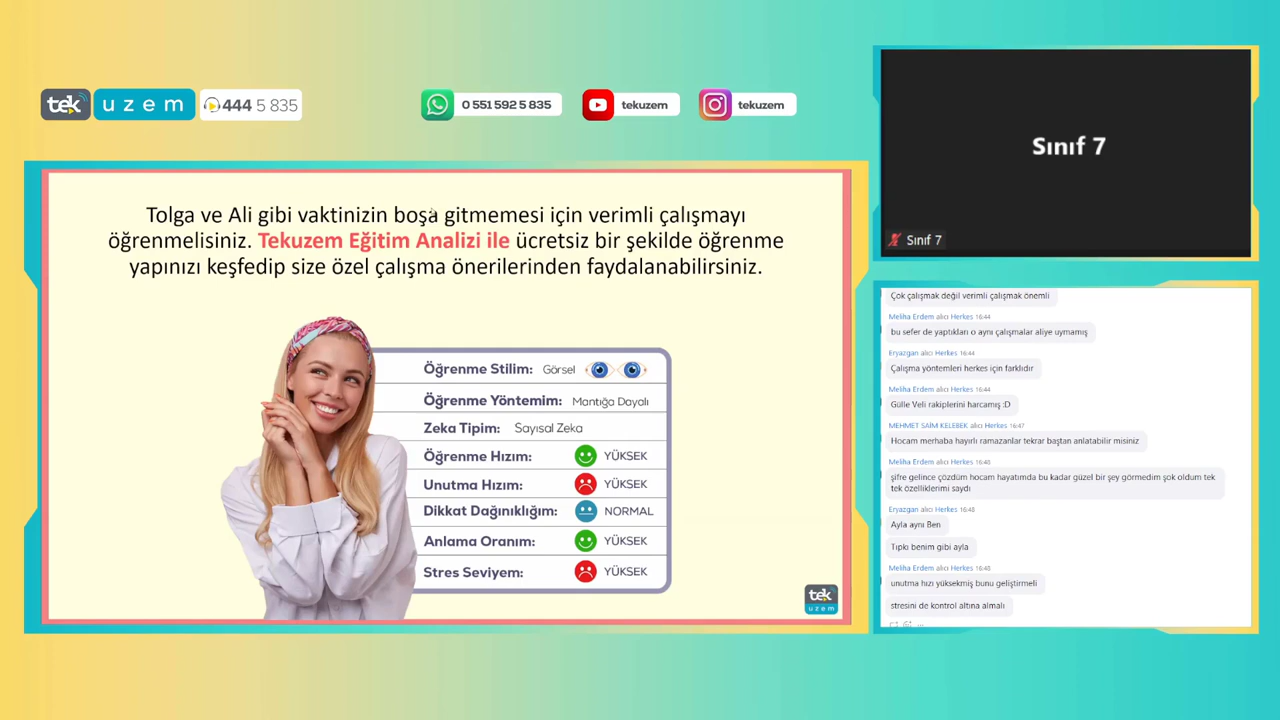 tek uzem 444 5 835
0 551 592 5 835
tekuzem
tekuzem
Tolga ve Ali gibi vaktinizin boşa gitmemesi için verimli çalışmayı
öğrenmelisiniz. Tekuzem Eğitim Analizi ile ücretsiz bir şekilde öğrenme
yapınızı keşfedip size özel çalışma önerilerinden faydalanabilirsiniz.
Öğrenme Stilim: Görsel
Öğrenme Yöntemim: Mantığa Dayalı
Zeka Tipim: Sayısal Zeka
Öğrenme Hızım: YÜKSEK
Unutma Hızım: YÜKSEK
Dikkat Dağınıklığım: NORMAL
Anlama Oranım: YÜKSEK
Stres Seviyem: YÜKSEK
tek
uzem
Sınıf 7
Sınıf 7
Çok çalışmak değil verimli çalışmak önemli
Meliha Erdem alıcı Herkes 16:44
bu sefer de yaptıkları o aynı çalışmalar aliye uymamış
Eryazgan alıcı Herkes 16:44
Çalışma yöntemleri herkes için farklıdır
Meliha Erdem alıcı Herkes 16:44
Gülle Veli rakiplerini harcamış :D
MEHMET SAİM KELEBEK alıcı Herkes 16:47
Hocam merhaba hayırlı ramazanlar tekrar baştan anlatabilir misiniz
Meliha Erdem alıcı Herkes 16:48
şifre gelince çözdüm hocam hayatımda bu kadar güzel bir şey görmedim şok oldum tek
tek özelliklerimi saydı
Eryazgan alıcı Herkes 16:48
Ayla aynı Ben
Tıpkı benim gibi ayla
Meliha Erdem alıcı Herkes 16:48
unutma hızı yüksekmiş bunu geliştirmeli
stresini de kontrol altına almalı